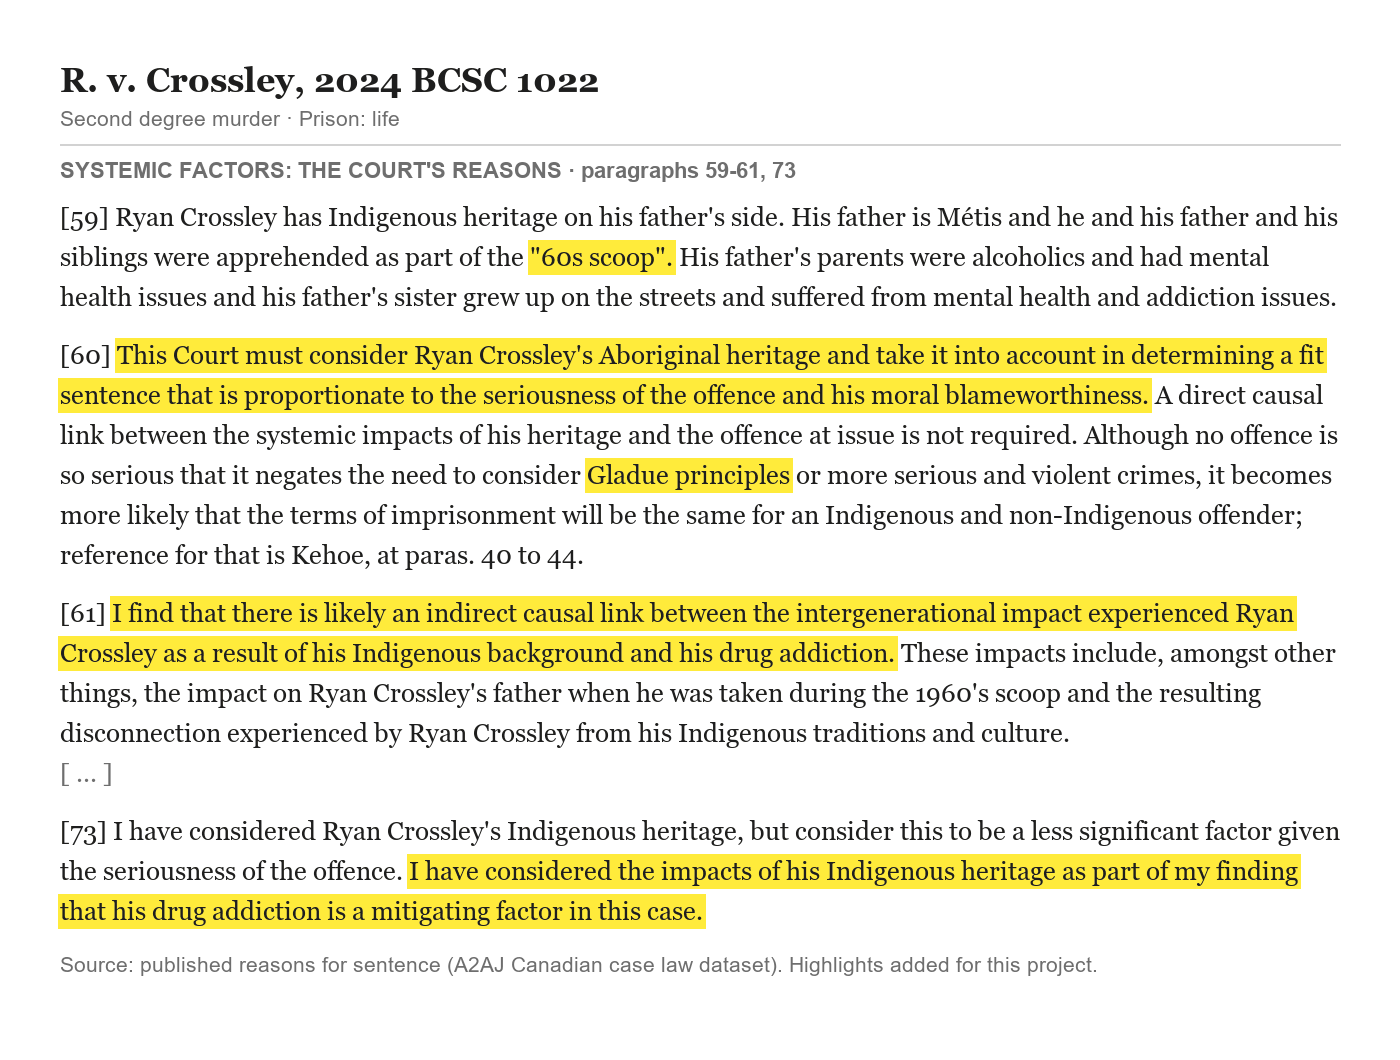 R. v. Crossley, 2024 BCSC 1022
Second degree murder · Prison: life
SYSTEMIC FACTORS: THE COURT'S REASONS · paragraphs 59-61, 73
[59] Ryan Crossley has Indigenous heritage on his father's side. His father is Métis and he and his father and his
siblings were apprehended as part of the "60s scoop". His father's parents were alcoholics and had mental
health issues and his father's sister grew up on the streets and suffered from mental health and addiction issues.
[60] This Court must consider Ryan Crossley's Aboriginal heritage and take it into account in determining a fit
sentence that is proportionate to the seriousness of the offence and his moral blameworthiness. A direct causal
link between the systemic impacts of his heritage and the offence at issue is not required. Although no offence is
so serious that it negates the need to consider Gladue principles or more serious and violent crimes, it becomes
more likely that the terms of imprisonment will be the same for an Indigenous and non-Indigenous offender;
reference for that is Kehoe, at paras. 40 to 44.
[61] I find that there is likely an indirect causal link between the intergenerational impact experienced Ryan
Crossley as a result of his Indigenous background and his drug addiction. These impacts include, amongst other
things, the impact on Ryan Crossley's father when he was taken during the 1960's scoop and the resulting
disconnection experienced by Ryan Crossley from his Indigenous traditions and culture.
[ ... ]
[73] I have considered Ryan Crossley's Indigenous heritage, but consider this to be a less significant factor given
the seriousness of the offence. I have considered the impacts of his Indigenous heritage as part of my finding
that his drug addiction is a mitigating factor in this case.
Source: published reasons for sentence (A2AJ Canadian case law dataset). Highlights added for this project.